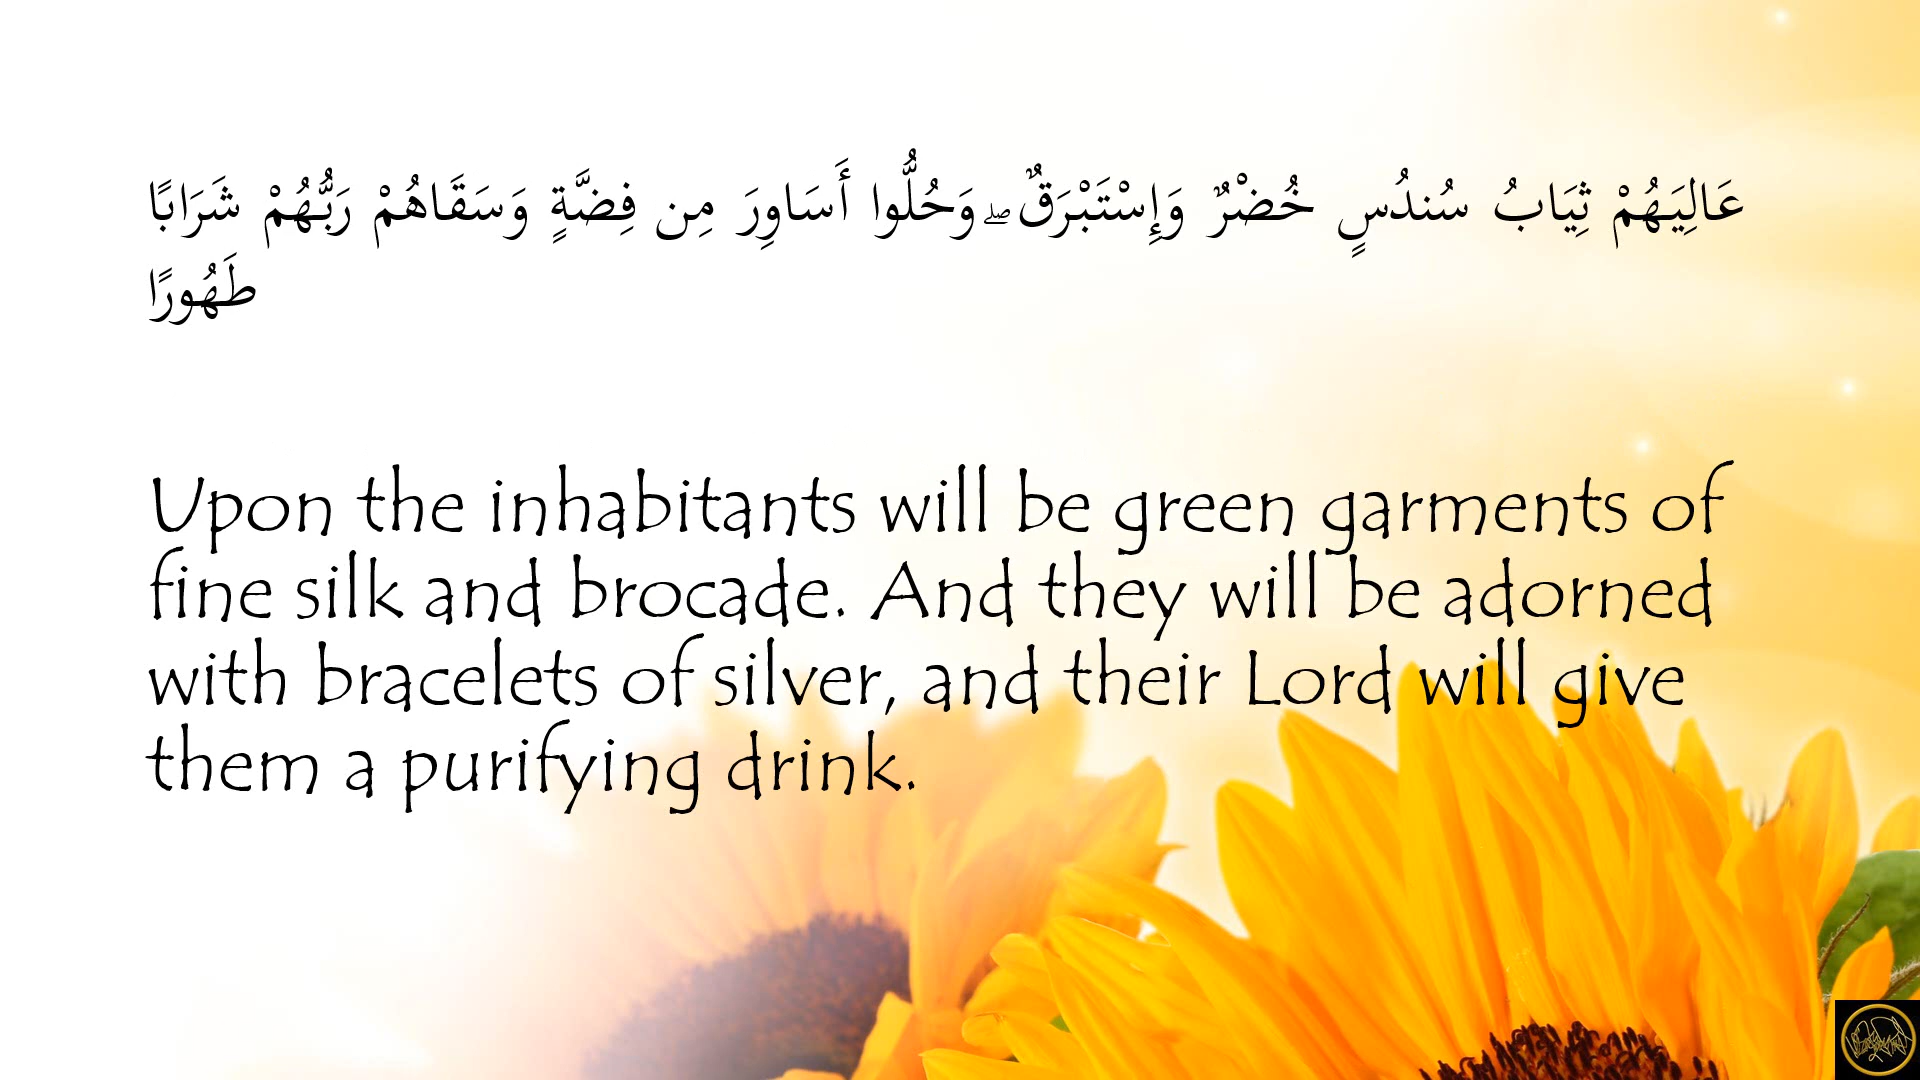 عَالِيَهُمْ ثِيَابُ سُندُسٍ خُضْرٌ وَإِسْتَبْرَقٌ ۖ وَحُلُّوا أَسَاوِرَ مِن فِضَّةٍ وَسَقَاهُمْ رَبُّهُمْ شَرَابًا
طَهُورًا
Upon the inhabitants will be green garments of
fine silk and brocade. And they will be adorned
with bracelets of silver, and their Lord will give
them a purifying drink.